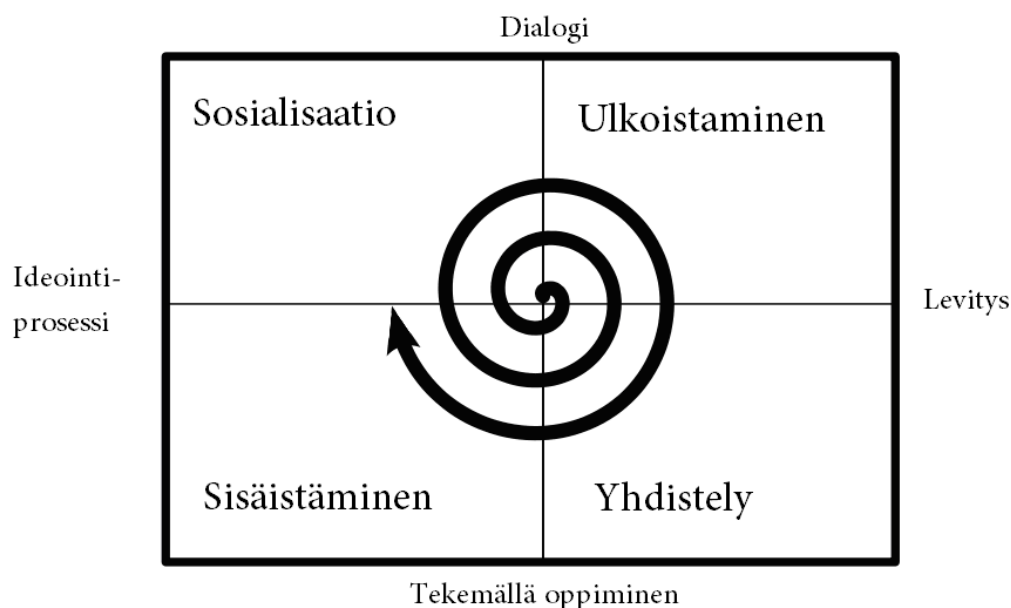 Dialogi
Sosialisaatio
Ulkoistaminen
Ideointi-
prosessi
Levitys
Sisäistäminen
Yhdistely
Tekemällä oppiminen